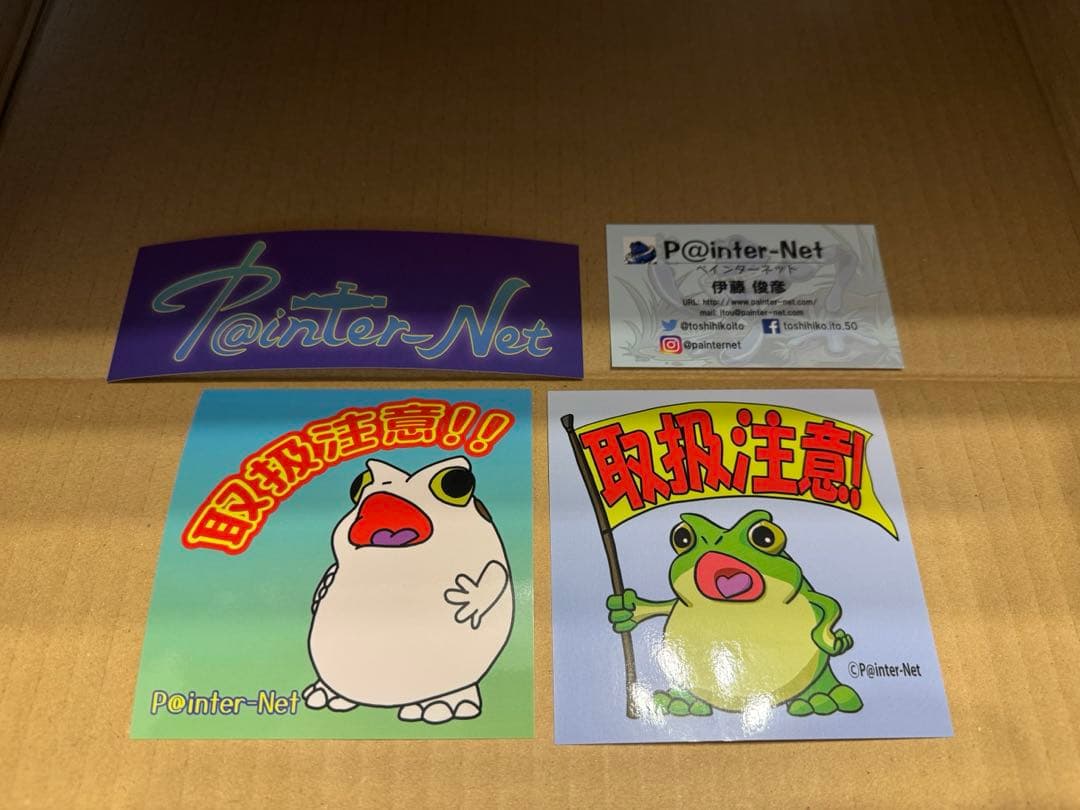 P@inter-Net
P@inter-Net
ペインターネット
伊藤 俊彦
URL: http://www.painter-net.com/
mail: itou@painter-net.com
@toshihikoito
toshihiko.ito.50
@painternet
取扱注意!!
P@inter-Net
取扱注意!!
©P@inter-Net